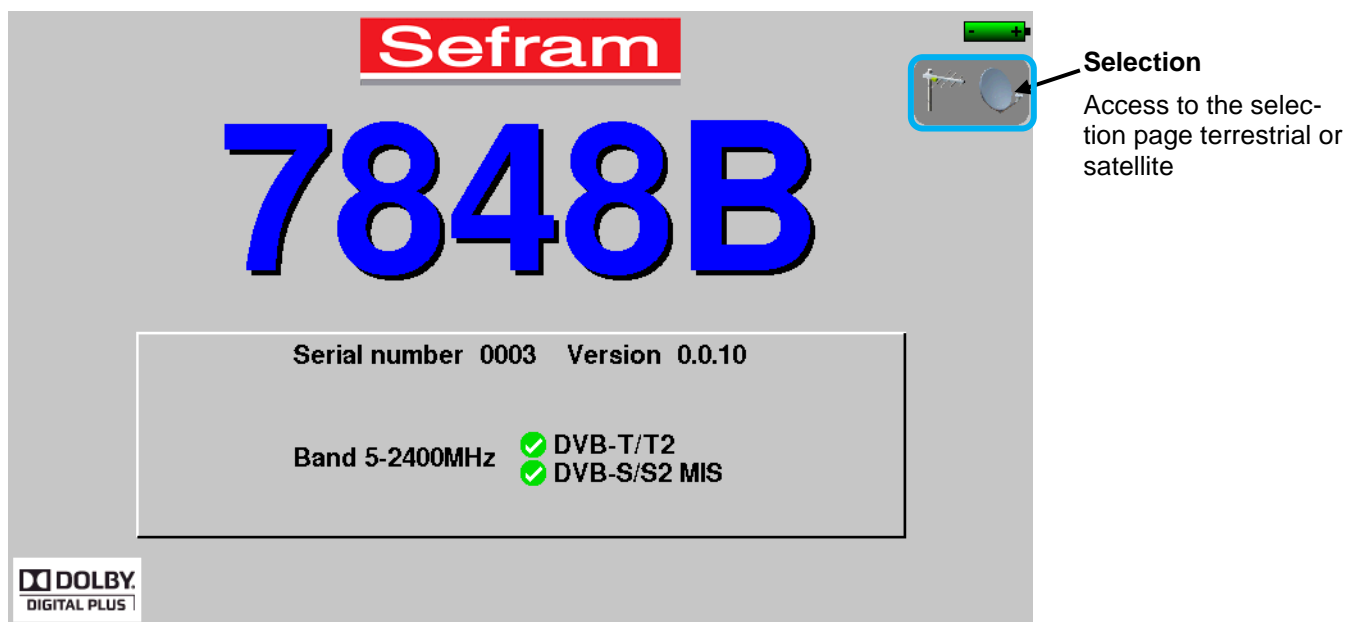 Sefram
- +
Selection
Access to the selec-
tion page terrestrial or
satellite
7848B
Serial number 0003 Version 0.0.10
Band 5-2400MHz
DVB-T/T2
DVB-S/S2 MIS
DOLBY.
DIGITAL PLUS